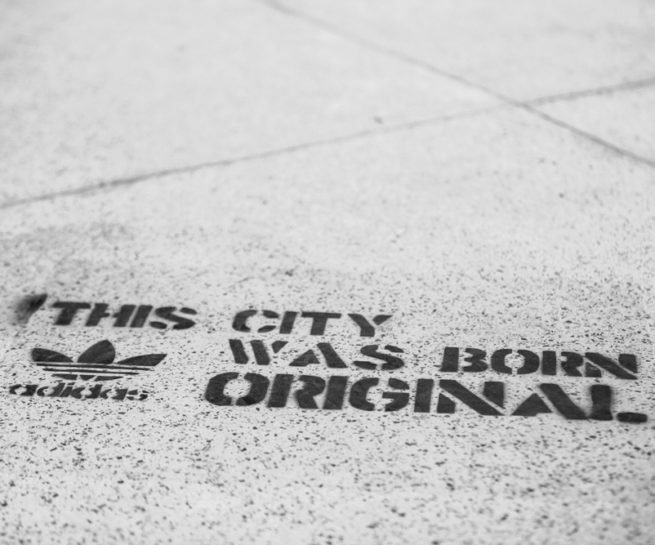 THIS CITY
WAS BORN
ORIGINAL.
adidas